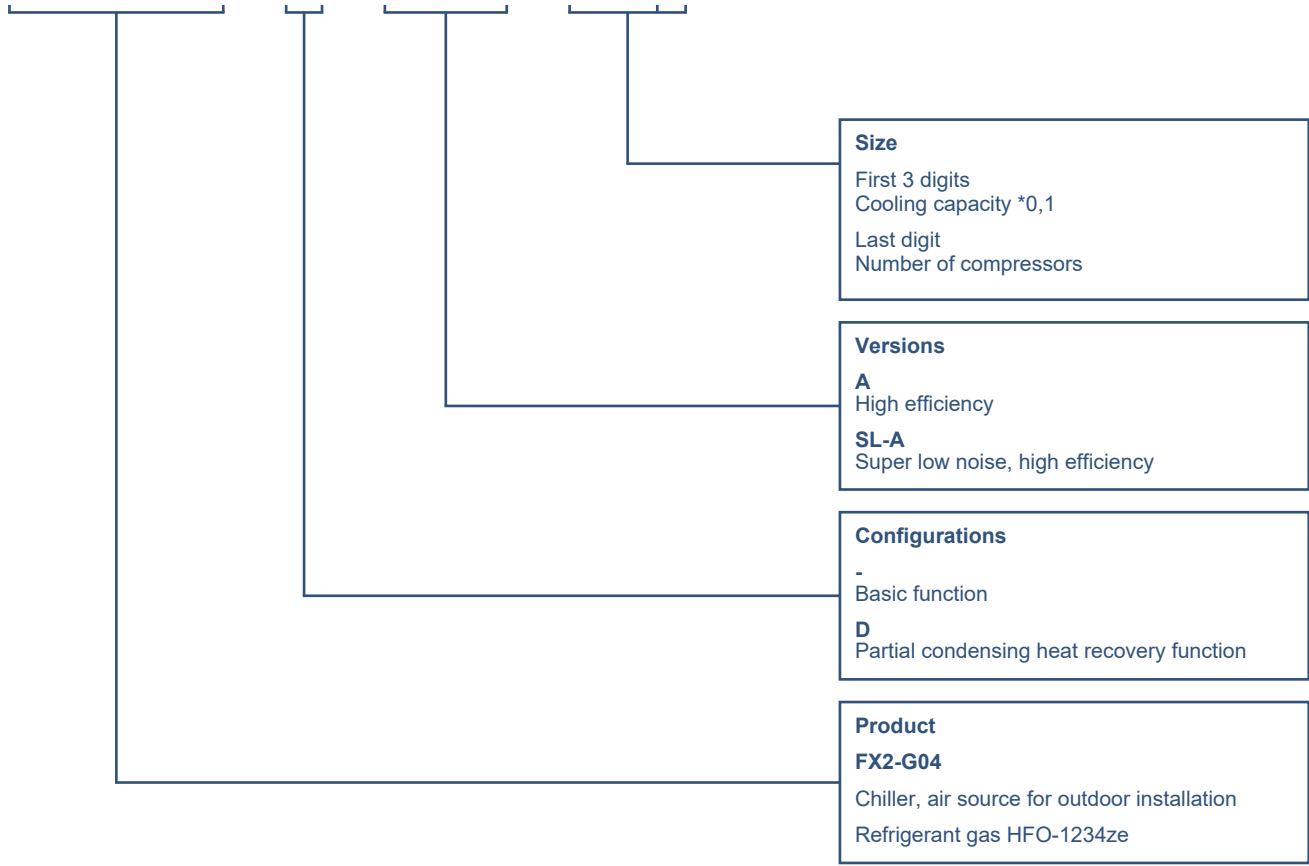 Size
First 3 digits
Cooling capacity *0,1
Last digit
Number of compressors
Versions
A
High efficiency
SL-A
Super low noise, high efficiency
Configurations
-
Basic function
D
Partial condensing heat recovery function
Product
FX2-G04
Chiller, air source for outdoor installation
Refrigerant gas HFO-1234ze